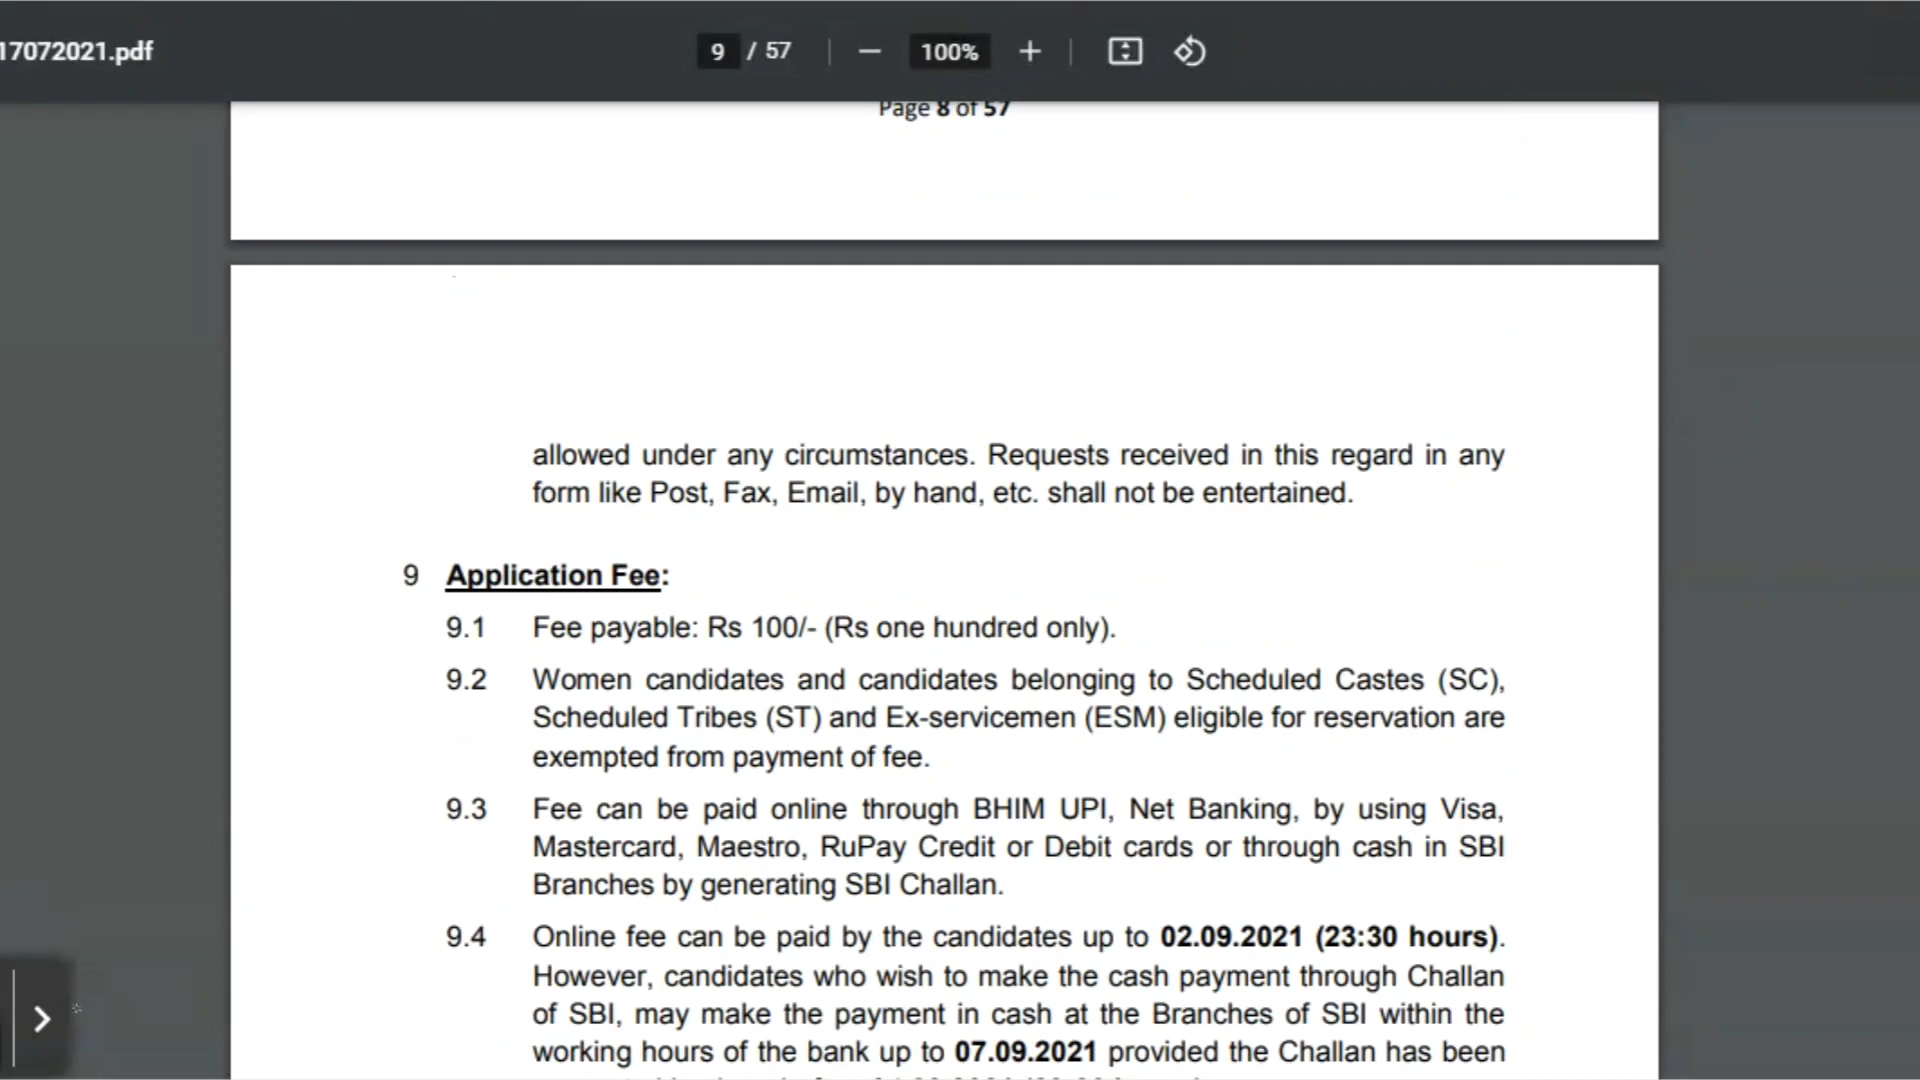 17072021.pdf
9 / 57
100%
Page 8 of 57
allowed under any circumstances. Requests received in this regard in any
form like Post, Fax, Email, by hand, etc. shall not be entertained.
9 Application Fee:
9.1 Fee payable: Rs 100/- (Rs one hundred only).
9.2 Women candidates and candidates belonging to Scheduled Castes (SC),
Scheduled Tribes (ST) and Ex-servicemen (ESM) eligible for reservation are
exempted from payment of fee.
9.3 Fee can be paid online through BHIM UPI, Net Banking, by using Visa,
Mastercard, Maestro, RuPay Credit or Debit cards or through cash in SBI
Branches by generating SBI Challan.
9.4 Online fee can be paid by the candidates up to 02.09.2021 (23:30 hours).
However, candidates who wish to make the cash payment through Challan
of SBI, may make the payment in cash at the Branches of SBI within the
working hours of the bank up to 07.09.2021 provided the Challan has been